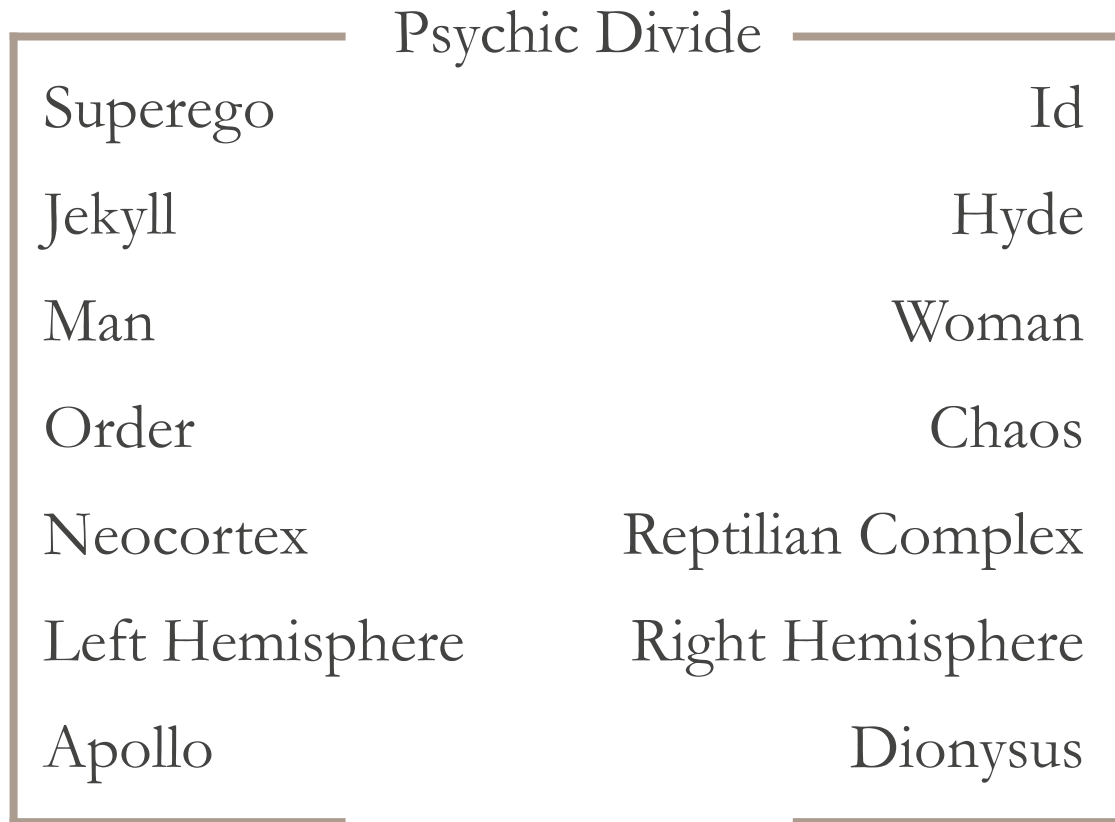 Psychic Divide
Superego Id
Jekyll Hyde
Man Woman
Order Chaos
Neocortex Reptilian Complex
Left Hemisphere Right Hemisphere
Apollo Dionysus